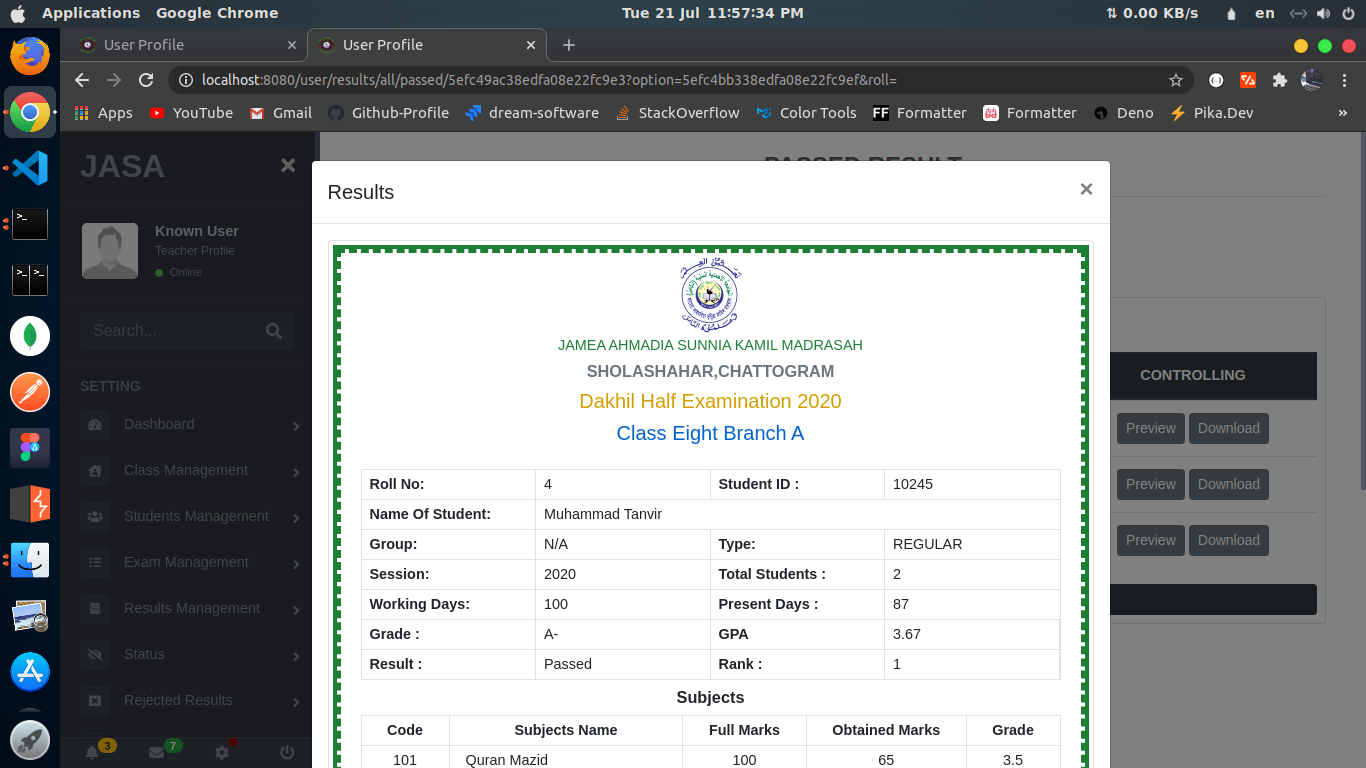 Applications Google Chrome Tue 21 Jul 11:57:34 PM 0.00 KB/s en
User Profile User Profile
localhost:8080/user/results/all/passed/5efc49ac38edfa08e22fc9e3?option=5efc4bb338edfa08e22fc9ef&roll=
Apps YouTube Gmail Github-Profile dream-software StackOverflow Color Tools FF Formatter Formatter Deno Pika.Dev »
JASA
PASSED RESULT
Results
Known User
Teacher Profile
Online
Search...
SETTING
Dashboard
Class Management
Students Management
Exam Management
Results Management
Status
Rejected Results
3 7
JAMEA AHMADIA SUNNIA KAMIL MADRASAH
SHOLASHAHAR,CHATTOGRAM
Dakhil Half Examination 2020
Class Eight Branch A
Roll No: 4 Student ID : 10245
Name Of Student: Muhammad Tanvir
Group: N/A Type: REGULAR
Session: 2020 Total Students : 2
Working Days: 100 Present Days : 87
Grade : A- GPA 3.67
Result : Passed Rank : 1
Subjects
Code Subjects Name Full Marks Obtained Marks Grade
101 Quran Mazid 100 65 3.5
CONTROLLING
Preview Download
Preview Download
Preview Download